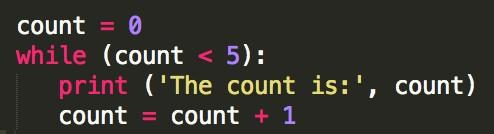 count = 0
while (count < 5):
   print ('The count is:', count)
   count = count + 1